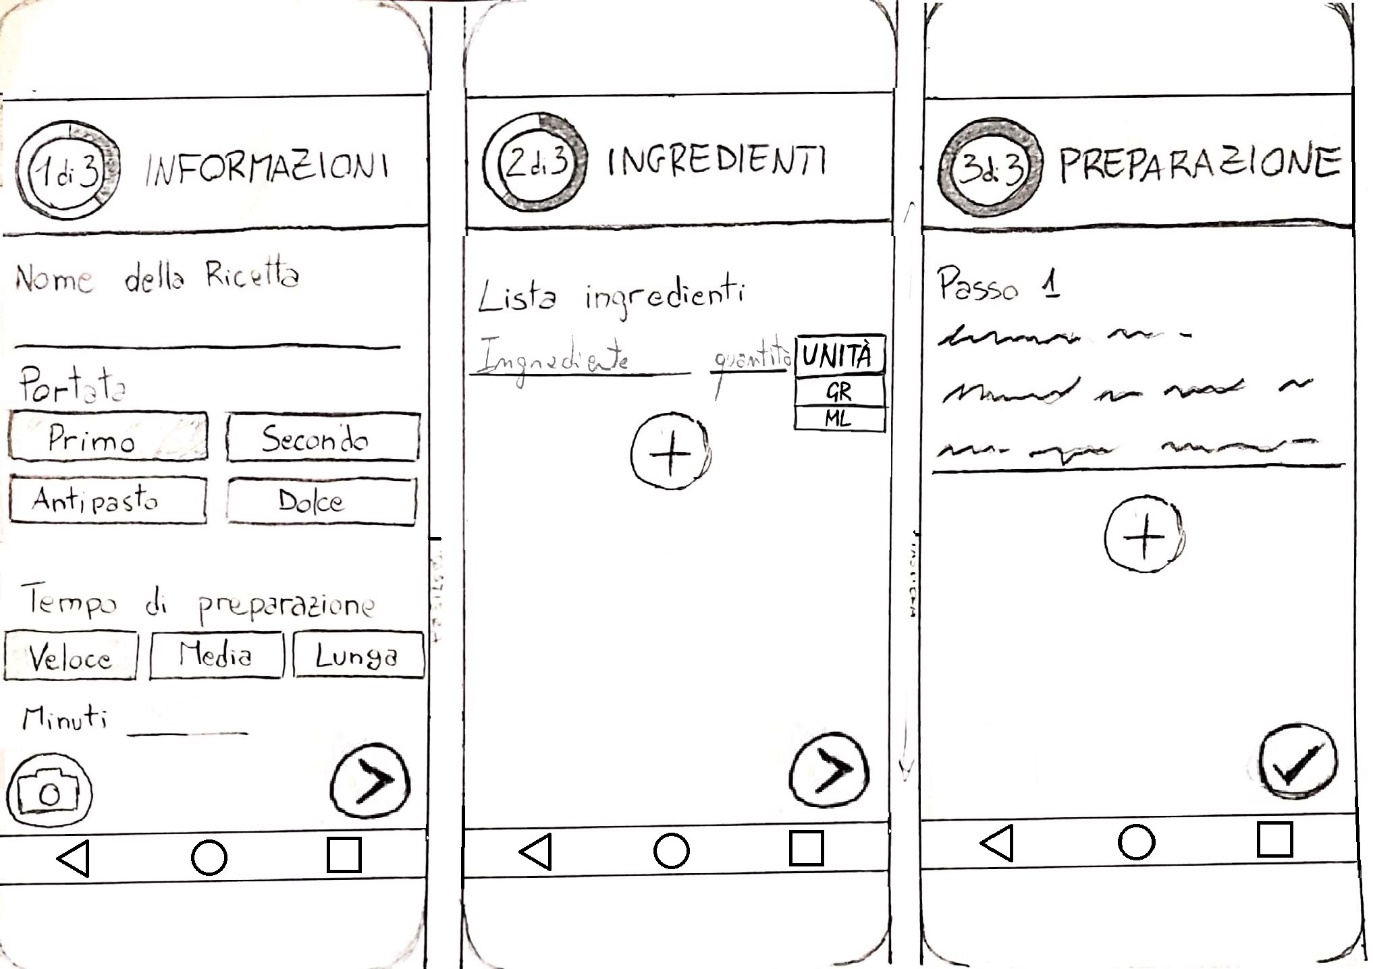 1 di 3 INFORMAZIONI
Nome della Ricetta
Portata
Primo Secondo
Antipasto Dolce
Tempo di preparazione
Veloce Media Lunga
Minuti
2 di 3 INGREDIENTI
Lista ingredienti
Ingrediente quantità UNITÀ
GR
ML
3 di 3 PREPARAZIONE
Passo 1